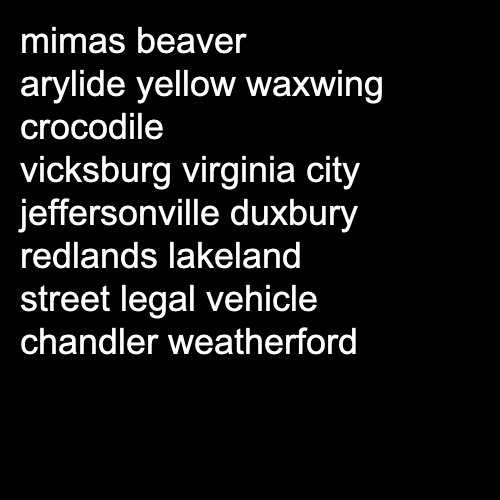 mimas beaver
arylide yellow waxwing
crocodile
vicksburg virginia city
jeffersonville duxbury
redlands lakeland
street legal vehicle
chandler weatherford